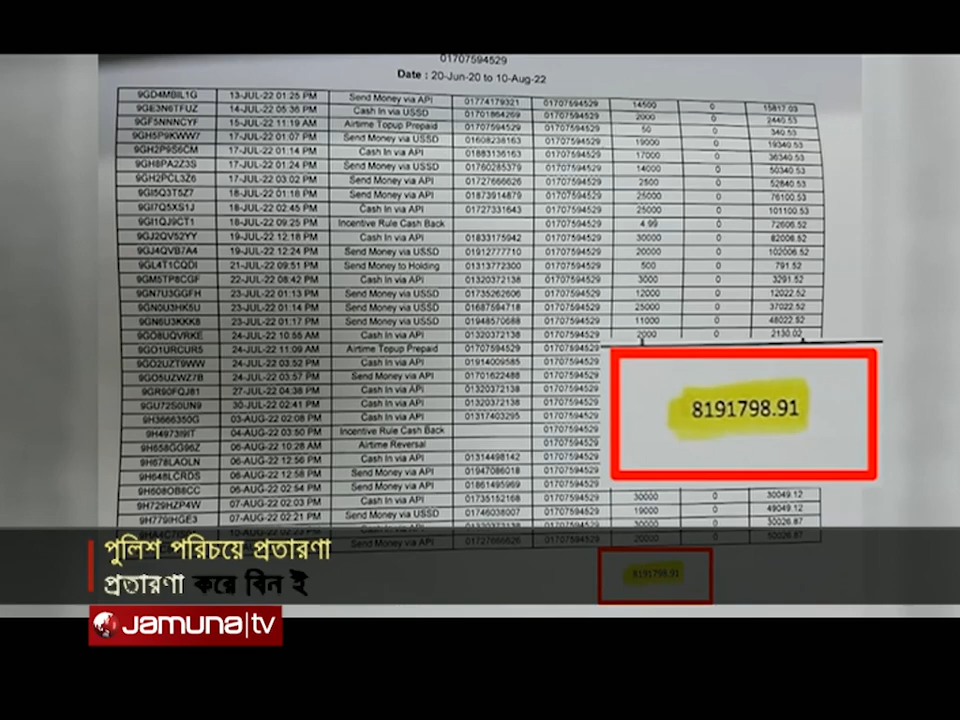 01707594529
Date : 20-Jun-20 to 10-Aug-22
9GD4MBIL1G 13-JUL-22 01:25 PM Send Money via API 01774179321 01707594529 14500 0 15817.03
9GE3N6TFUZ 14-JUL-22 05:36 PM Cash In via USSD 01701864269 01707594529 2000 0 2440.53
9GF5NNNCYF 15-JUL-22 11:19 AM Airtime Topup Prepaid 01707594529 01707594529 50 0 340.53
9GH5P9KWW7 17-JUL-22 01:07 PM Send Money via USSD 01608238163 01707594529 19000 0 19340.53
9GH2P9S6CM 17-JUL-22 01:14 PM Cash In via API 01883136163 01707594529 17000 0 36340.53
9GH8PA2Z3S 17-JUL-22 01:24 PM Send Money via USSD 01760285379 01707594529 14000 0 50340.53
9GH2PCL3Z6 17-JUL-22 03:02 PM Send Money via API 01727666626 01707594529 2500 0 52840.53
9GI5Q3T5Z7 18-JUL-22 01:18 PM Send Money via API 01873914879 01707594529 25000 0 76100.53
9GI7Q5XS1J 18-JUL-22 02:45 PM Cash In via API 01727331643 01707594529 25000 0 101100.53
9GI1QJ9CT1 18-JUL-22 09:25 PM Incentive Rule Cash Back 01707594529 4.99 0 72606.52
9GJ2QV52YY 19-JUL-22 12:18 PM Cash In via API 01833175942 01707594529 30000 0 82006.52
9GJ4QVB7A4 19-JUL-22 12:24 PM Send Money via USSD 01912777710 01707594529 20000 0 102006.52
9GL4T1CQDI 21-JUL-22 09:51 PM Send Money to Holding 01313772300 01707594529 500 0 791.52
9GM5TP8CGF 22-JUL-22 08:42 PM Cash In via API 01320372138 01707594529 3000 0 3291.52
9GN7U3GGFH 23-JUL-22 01:13 PM Send Money via USSD 01735262606 01707594529 12000 0 12022.52
9GN0U3HK5U 23-JUL-22 01:14 PM Send Money via USSD 01687594718 01707594529 25000 0 37022.52
9GN6U3KKK8 23-JUL-22 01:17 PM Send Money via USSD 01948570688 01707594529 11000 0 48022.52
9GO8UQVRKE 24-JUL-22 10:55 AM Cash In via API 01320372138 01707594529 2000 0 2130.02
9GO1URCUR5 24-JUL-22 11:09 AM Airtime Topup Prepaid 01707594529 01707594529
9GO2UZT9WW 24-JUL-22 03:52 PM Cash In via API 01914009585 01707594529
9GO5UZWZ7B 24-JUL-22 03:57 PM Send Money via API 01701622488 01707594529
9GR90FQJ81 27-JUL-22 04:38 PM Cash In via API 01320372138 01707594529
9GU72S0UN9 30-JUL-22 02:41 PM Cash In via API 01320372138 01707594529
9H3666350G 03-AUG-22 02:08 PM Cash In via API 01317403295 01707594529
9H4973I9IT 04-AUG-22 03:50 PM Incentive Rule Cash Back 01707594529
9H658GG96Z 06-AUG-22 10:28 AM Airtime Reversal 01707594529
9H678LAOLN 06-AUG-22 12:56 PM Cash In via API 01314498142 01707594529
9H648LCRDS 06-AUG-22 12:58 PM Send Money via API 01947086018 01707594529
9H608OB8CC 06-AUG-22 02:54 PM Send Money via API 01861495969 01707594529
9H729HZP4W 07-AUG-22 02:03 PM Cash In via API 01735152168 01707594529 30000 0 30049.12
9H779IHGE3 07-AUG-22 02:21 PM Send Money via USSD 01746038007 01707594529 19000 0 49049.12
Cash In via API 01320372138 01707594529 30000 0 30026.87
Send Money via API 01727666626 01707594529 20000 0 50026.87
8191798.91
8191798.91
পুলিশ পরিচয়ে প্রতারণা
প্রতারণা করে বিন ই
Jamuna|tv